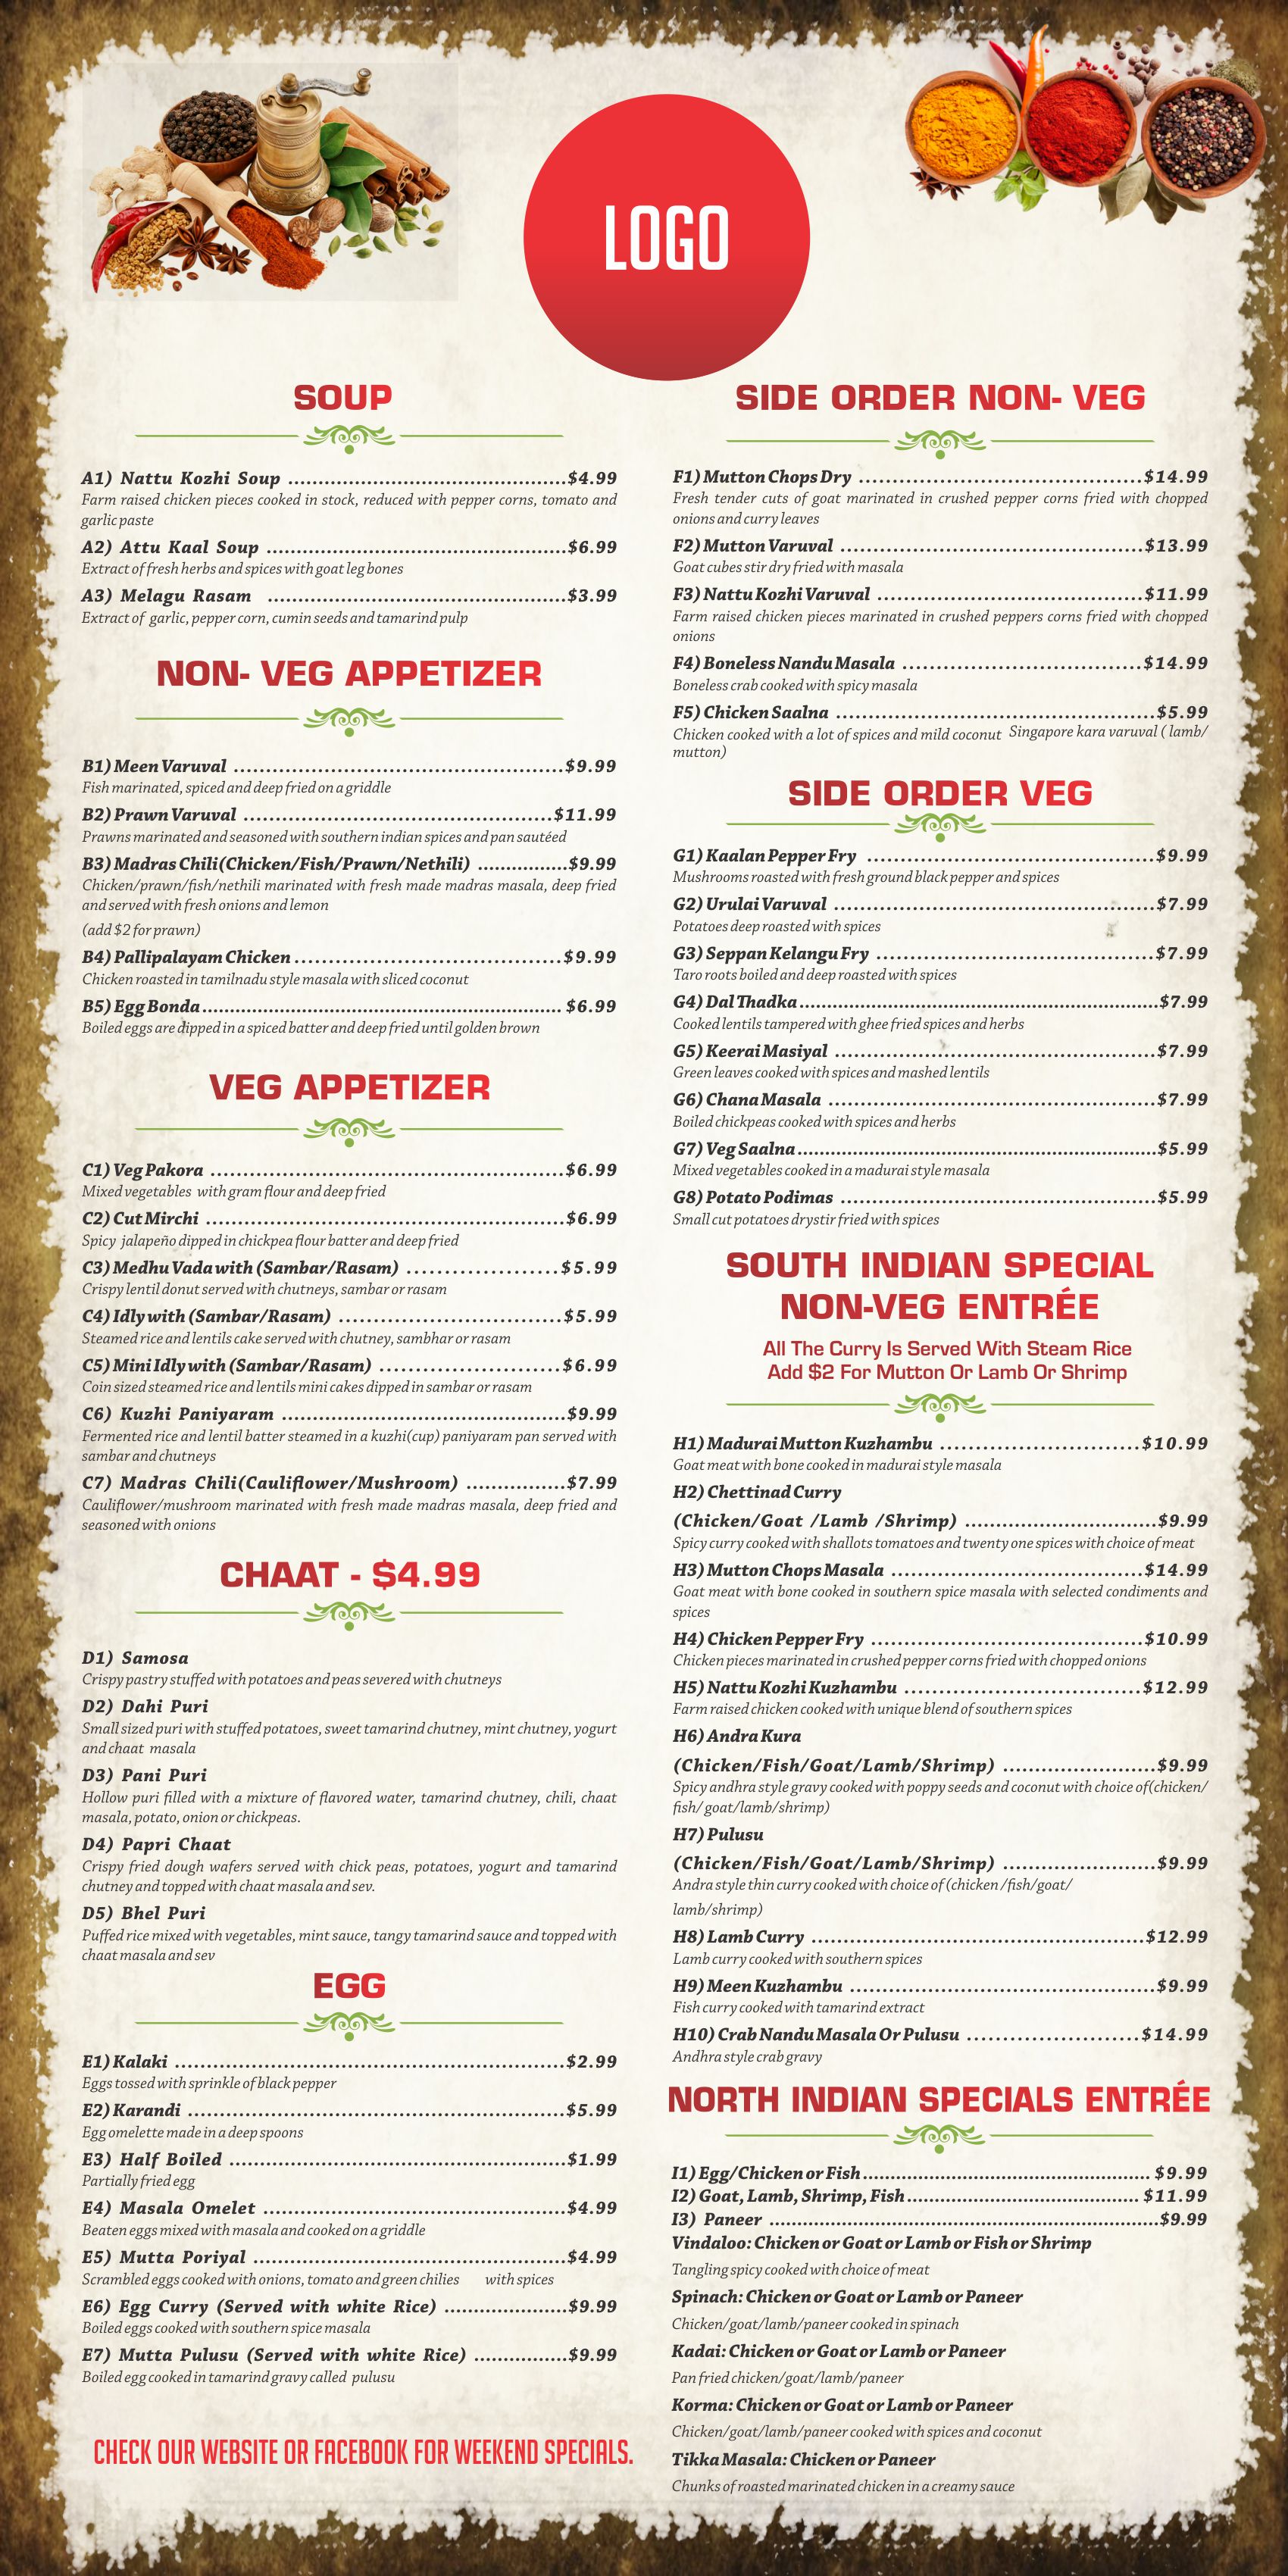 LOGO
SOUP
A1) Nattu Kozhi Soup ..........................................$4.99
Farm raised chicken pieces cooked in stock, reduced with pepper corns, tomato and
garlic paste
A2) Attu Kaal Soup ..............................................$6.99
Extract of fresh herbs and spices with goat leg bones
A3) Melagu Rasam ..............................................$3.99
Extract of garlic, pepper corn, cumin seeds and tamarind pulp
NON- VEG APPETIZER
B1) Meen Varuval ..................................................$9.99
Fish marinated, spiced and deep fried on a griddle
B2) Prawn Varuval ...............................................$11.99
Prawns marinated and seasoned with southern indian spices and pan sautéed
B3) Madras Chili(Chicken/Fish/Prawn/Nethili) ..............$9.99
Chicken/prawn/fish/nethili marinated with fresh made madras masala, deep fried
and served with fresh onions and lemon
(add $2 for prawn)
B4) Pallipalayam Chicken.........................................$9.99
Chicken roasted in tamilnadu style masala with sliced coconut
B5) Egg Bonda....................................................... $6.99
Boiled eggs are dipped in a spiced batter and deep fried until golden brown
VEG APPETIZER
C1) Veg Pakora .....................................................$6.99
Mixed vegetables with gram flour and deep fried
C2) Cut Mirchi ......................................................$6.99
Spicy jalapeño dipped in chickpea flour batter and deep fried
C3) Medhu Vada with (Sambar/Rasam) ...................$5.99
Crispy lentil donut served with chutneys, sambar or rasam
C4) Idly with (Sambar/Rasam) .................................$5.99
Steamed rice and lentils cake served with chutney, sambhar or rasam
C5) Mini Idly with (Sambar/Rasam) ..........................$6.99
Coin sized steamed rice and lentils mini cakes dipped in sambar or rasam
C6) Kuzhi Paniyaram ...........................................$9.99
Fermented rice and lentil batter steamed in a kuzhi(cup) paniyaram pan served with
sambar and chutneys
C7) Madras Chili(Cauliflower/Mushroom) ...............$7.99
Cauliflower/mushroom marinated with fresh made madras masala, deep fried and
seasoned with onions
CHAAT - $4.99
D1) Samosa
Crispy pastry stuffed with potatoes and peas severed with chutneys
D2) Dahi Puri
Small sized puri with stuffed potatoes, sweet tamarind chutney, mint chutney, yogurt
and chaat masala
D3) Pani Puri
Hollow puri filled with a mixture of flavored water, tamarind chutney, chili, chaat
masala, potato, onion or chickpeas.
D4) Papri Chaat
Crispy fried dough wafers served with chick peas, potatoes, yogurt and tamarind
chutney and topped with chaat masala and sev.
D5) Bhel Puri
Puffed rice mixed with vegetables, mint sauce, tangy tamarind sauce and topped with
chaat masala and sev
EGG
E1) Kalaki ...........................................................$2.99
Eggs tossed with sprinkle of black pepper
E2) Karandi .........................................................$5.99
Egg omelette made in a deep spoons
E3) Half Boiled ...................................................$1.99
Partially fried egg
E4) Masala Omelet ..............................................$4.99
Beaten eggs mixed with masala and cooked on a griddle
E5) Mutta Poriyal ................................................$4.99
Scrambled eggs cooked with onions, tomato and green chilies with spices
E6) Egg Curry (Served with white Rice) ...................$9.99
Boiled eggs cooked with southern spice masala
E7) Mutta Pulusu (Served with white Rice) ..............$9.99
Boiled egg cooked in tamarind gravy called pulusu
CHECK OUR WEBSITE OR FACEBOOK FOR WEEKEND SPECIALS.
SIDE ORDER NON- VEG
F1) Mutton Chops Dry ...........................................$14.99
Fresh tender cuts of goat marinated in crushed pepper corns fried with chopped
onions and curry leaves
F2) Mutton Varuval ..............................................$13.99
Goat cubes stir dry fried with masala
F3) Nattu Kozhi Varuval .........................................$11.99
Farm raised chicken pieces marinated in crushed peppers corns fried with chopped
onions
F4) Boneless Nandu Masala ....................................$14.99
Boneless crab cooked with spicy masala
F5) Chicken Saalna ................................................$5.99
Chicken cooked with a lot of spices and mild coconut Singapore kara varuval ( lamb/
mutton)
SIDE ORDER VEG
G1) Kaalan Pepper Fry ............................................$9.99
Mushrooms roasted with fresh ground black pepper and spices
G2) Urulai Varuval .................................................$7.99
Potatoes deep roasted with spices
G3) Seppan Kelangu Fry ..........................................$7.99
Taro roots boiled and deep roasted with spices
G4) Dal Thadka.......................................................$7.99
Cooked lentils tampered with ghee fried spices and herbs
G5) Keerai Masiyal .................................................$7.99
Green leaves cooked with spices and mashed lentils
G6) Chana Masala ..................................................$7.99
Boiled chickpeas cooked with spices and herbs
G7) Veg Saalna.......................................................$5.99
Mixed vegetables cooked in a madurai style masala
G8) Potato Podimas ................................................$5.99
Small cut potatoes drystir fried with spices
SOUTH INDIAN SPECIAL
NON-VEG ENTRÉE
All The Curry Is Served With Steam Rice
Add $2 For Mutton Or Lamb Or Shrimp
H1) Madurai Mutton Kuzhambu ..............................$10.99
Goat meat with bone cooked in madurai style masala
H2) Chettinad Curry
(Chicken/Goat /Lamb /Shrimp) .............................$9.99
Spicy curry cooked with shallots tomatoes and twenty one spices with choice of meat
H3) Mutton Chops Masala ......................................$14.99
Goat meat with bone cooked in southern spice masala with selected condiments and
spices
H4) Chicken Pepper Fry .........................................$10.99
Chicken pieces marinated in crushed pepper corns fried with chopped onions
H5) Nattu Kozhi Kuzhambu ....................................$12.99
Farm raised chicken cooked with unique blend of southern spices
H6) Andra Kura
(Chicken/Fish/Goat/Lamb/Shrimp) .......................$9.99
Spicy andhra style gravy cooked with poppy seeds and coconut with choice of(chicken/
fish/ goat/lamb/shrimp)
H7) Pulusu
(Chicken/Fish/Goat/Lamb/Shrimp) .......................$9.99
Andra style thin curry cooked with choice of (chicken /fish/goat/
lamb/shrimp)
H8) Lamb Curry ....................................................$12.99
Lamb curry cooked with southern spices
H9) Meen Kuzhambu ..............................................$9.99
Fish curry cooked with tamarind extract
H10) Crab Nandu Masala Or Pulusu ..........................$14.99
Andhra style crab gravy
NORTH INDIAN SPECIALS ENTRÉE
I1) Egg/Chicken or Fish............................................. $9.99
I2) Goat, Lamb, Shrimp, Fish..................................... $11.99
I3) Paneer ..............................................................$9.99
Vindaloo: Chicken or Goat or Lamb or Fish or Shrimp
Tangling spicy cooked with choice of meat
Spinach: Chicken or Goat or Lamb or Paneer
Chicken/goat/lamb/paneer cooked in spinach
Kadai: Chicken or Goat or Lamb or Paneer
Pan fried chicken/goat/lamb/paneer
Korma: Chicken or Goat or Lamb or Paneer
Chicken/goat/lamb/paneer cooked with spices and coconut
Tikka Masala: Chicken or Paneer
Chunks of roasted marinated chicken in a creamy sauce